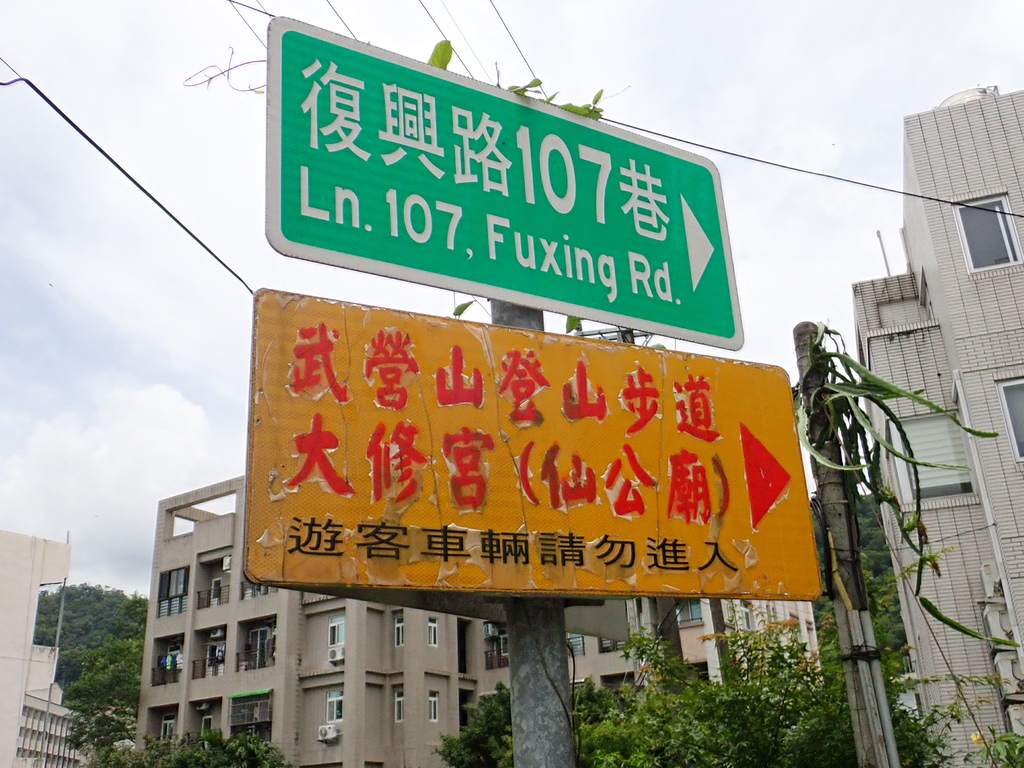 復興路107巷
Ln. 107, Fuxing Rd.
武營山登山步道
大修宮(仙公廟)
遊客車輛請勿進入